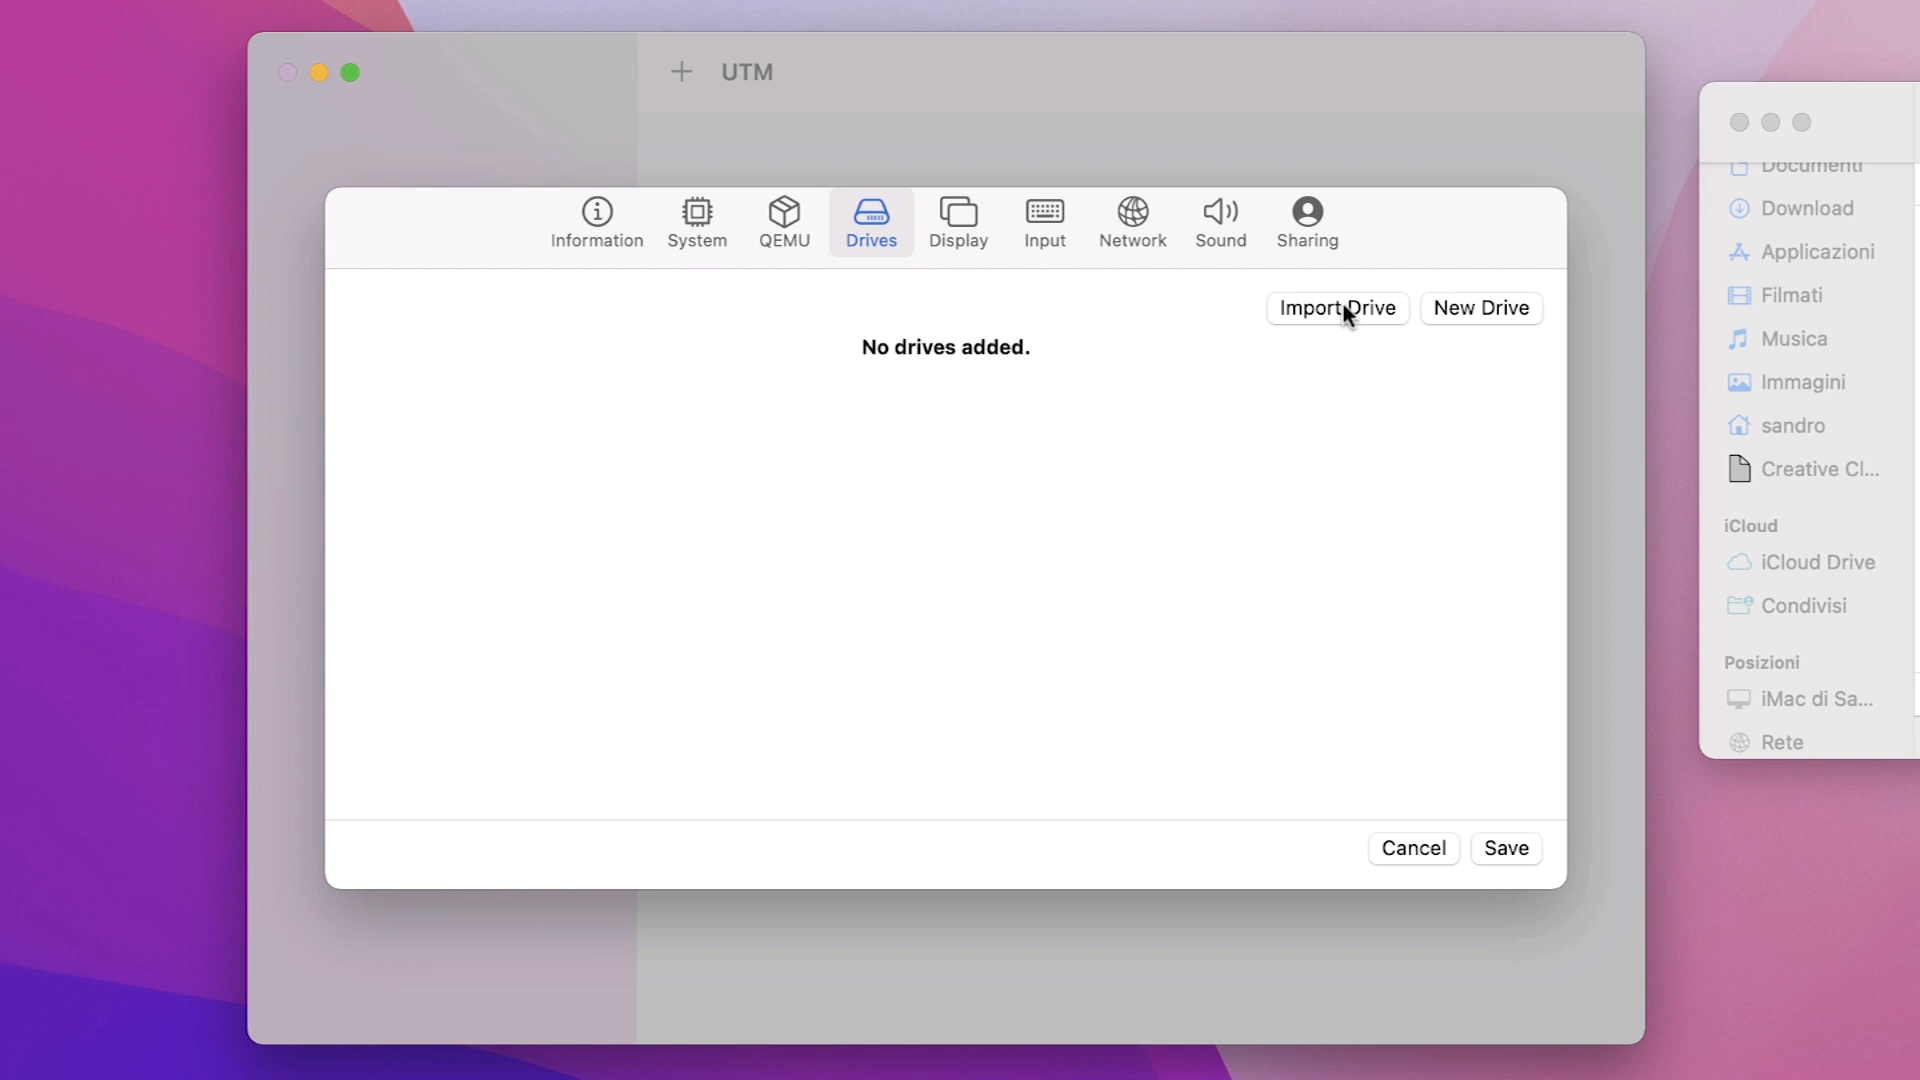 UTM
Information
System
QEMU
Drives
Display
Input
Network
Sound
Sharing
Import Drive
New Drive
No drives added.
Cancel
Save
Documenti
Download
Applicazioni
Filmati
Musica
Immagini
sandro
Creative Cl...
iCloud
iCloud Drive
Condivisi
Posizioni
iMac di Sa...
Rete